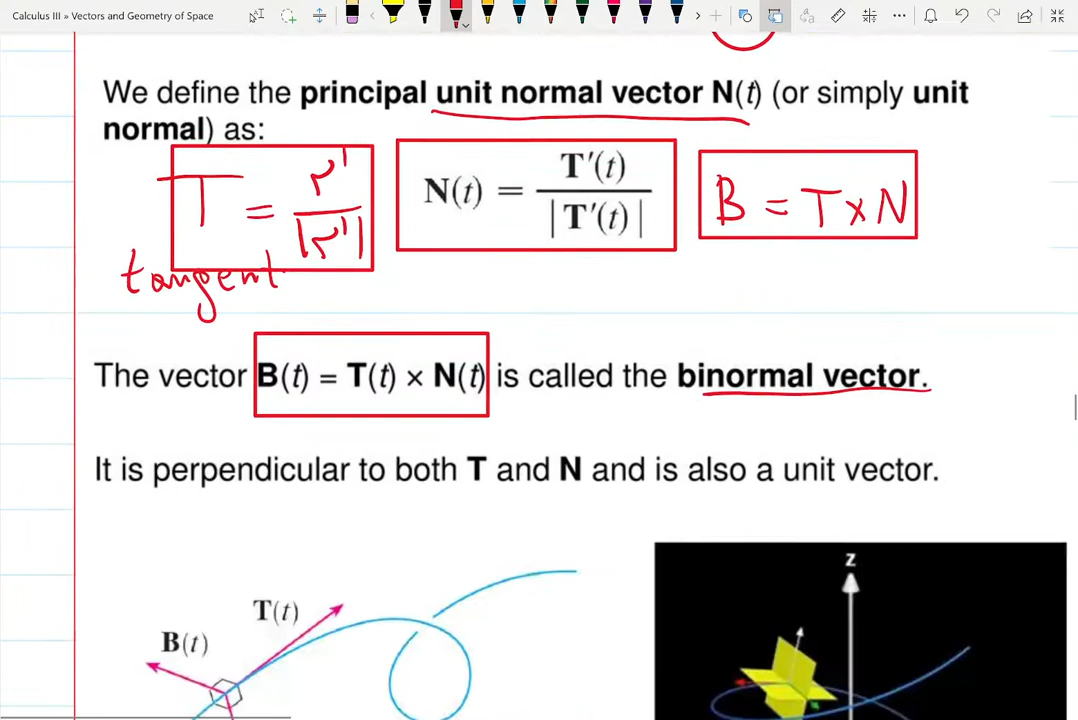 Calculus III » Vectors and Geometry of Space
We define the principal unit normal vector N(t) (or simply unit
normal) as:
T = r' / |r'|
N(t) = T′(t) / | T′(t) |
B = T × N
tangent
The vector B(t) = T(t) × N(t) is called the binormal vector.
It is perpendicular to both T and N and is also a unit vector.
z
T(t)
B(t)